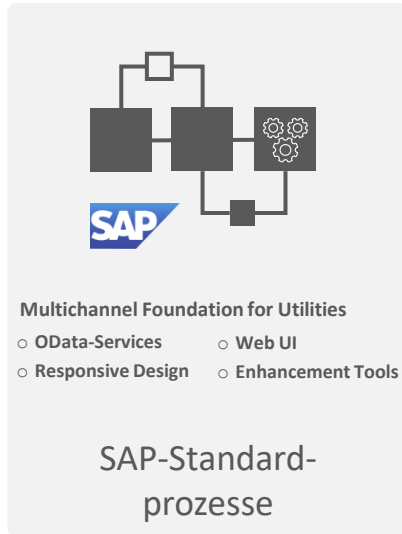 SAP
Multichannel Foundation for Utilities
○ OData-Services ○ Web UI
○ Responsive Design ○ Enhancement Tools
SAP-Standard-
prozesse